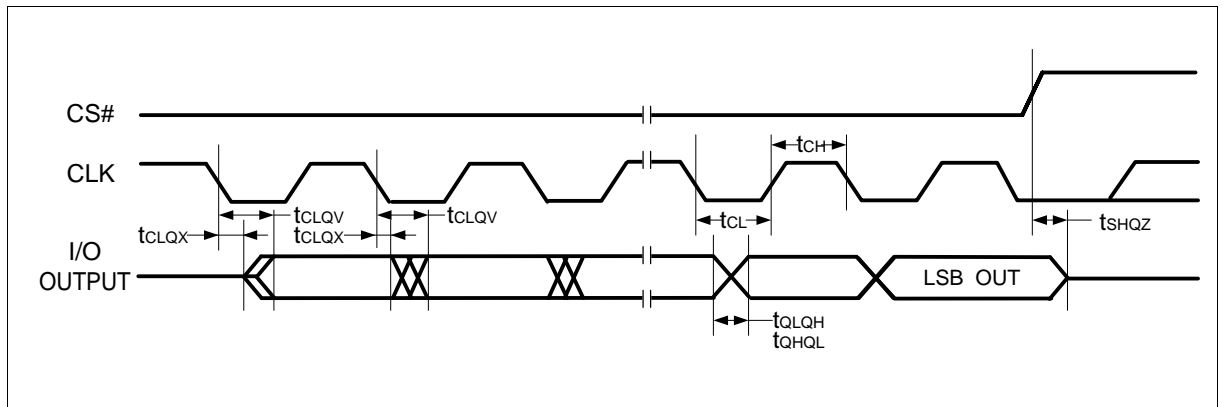 CS#
CLK
tCH
tCLQV
tCLQV
tCLQX
tCLQX
tCL
tSHQZ
I/O
OUTPUT
LSB OUT
tQLQH
tQHQL